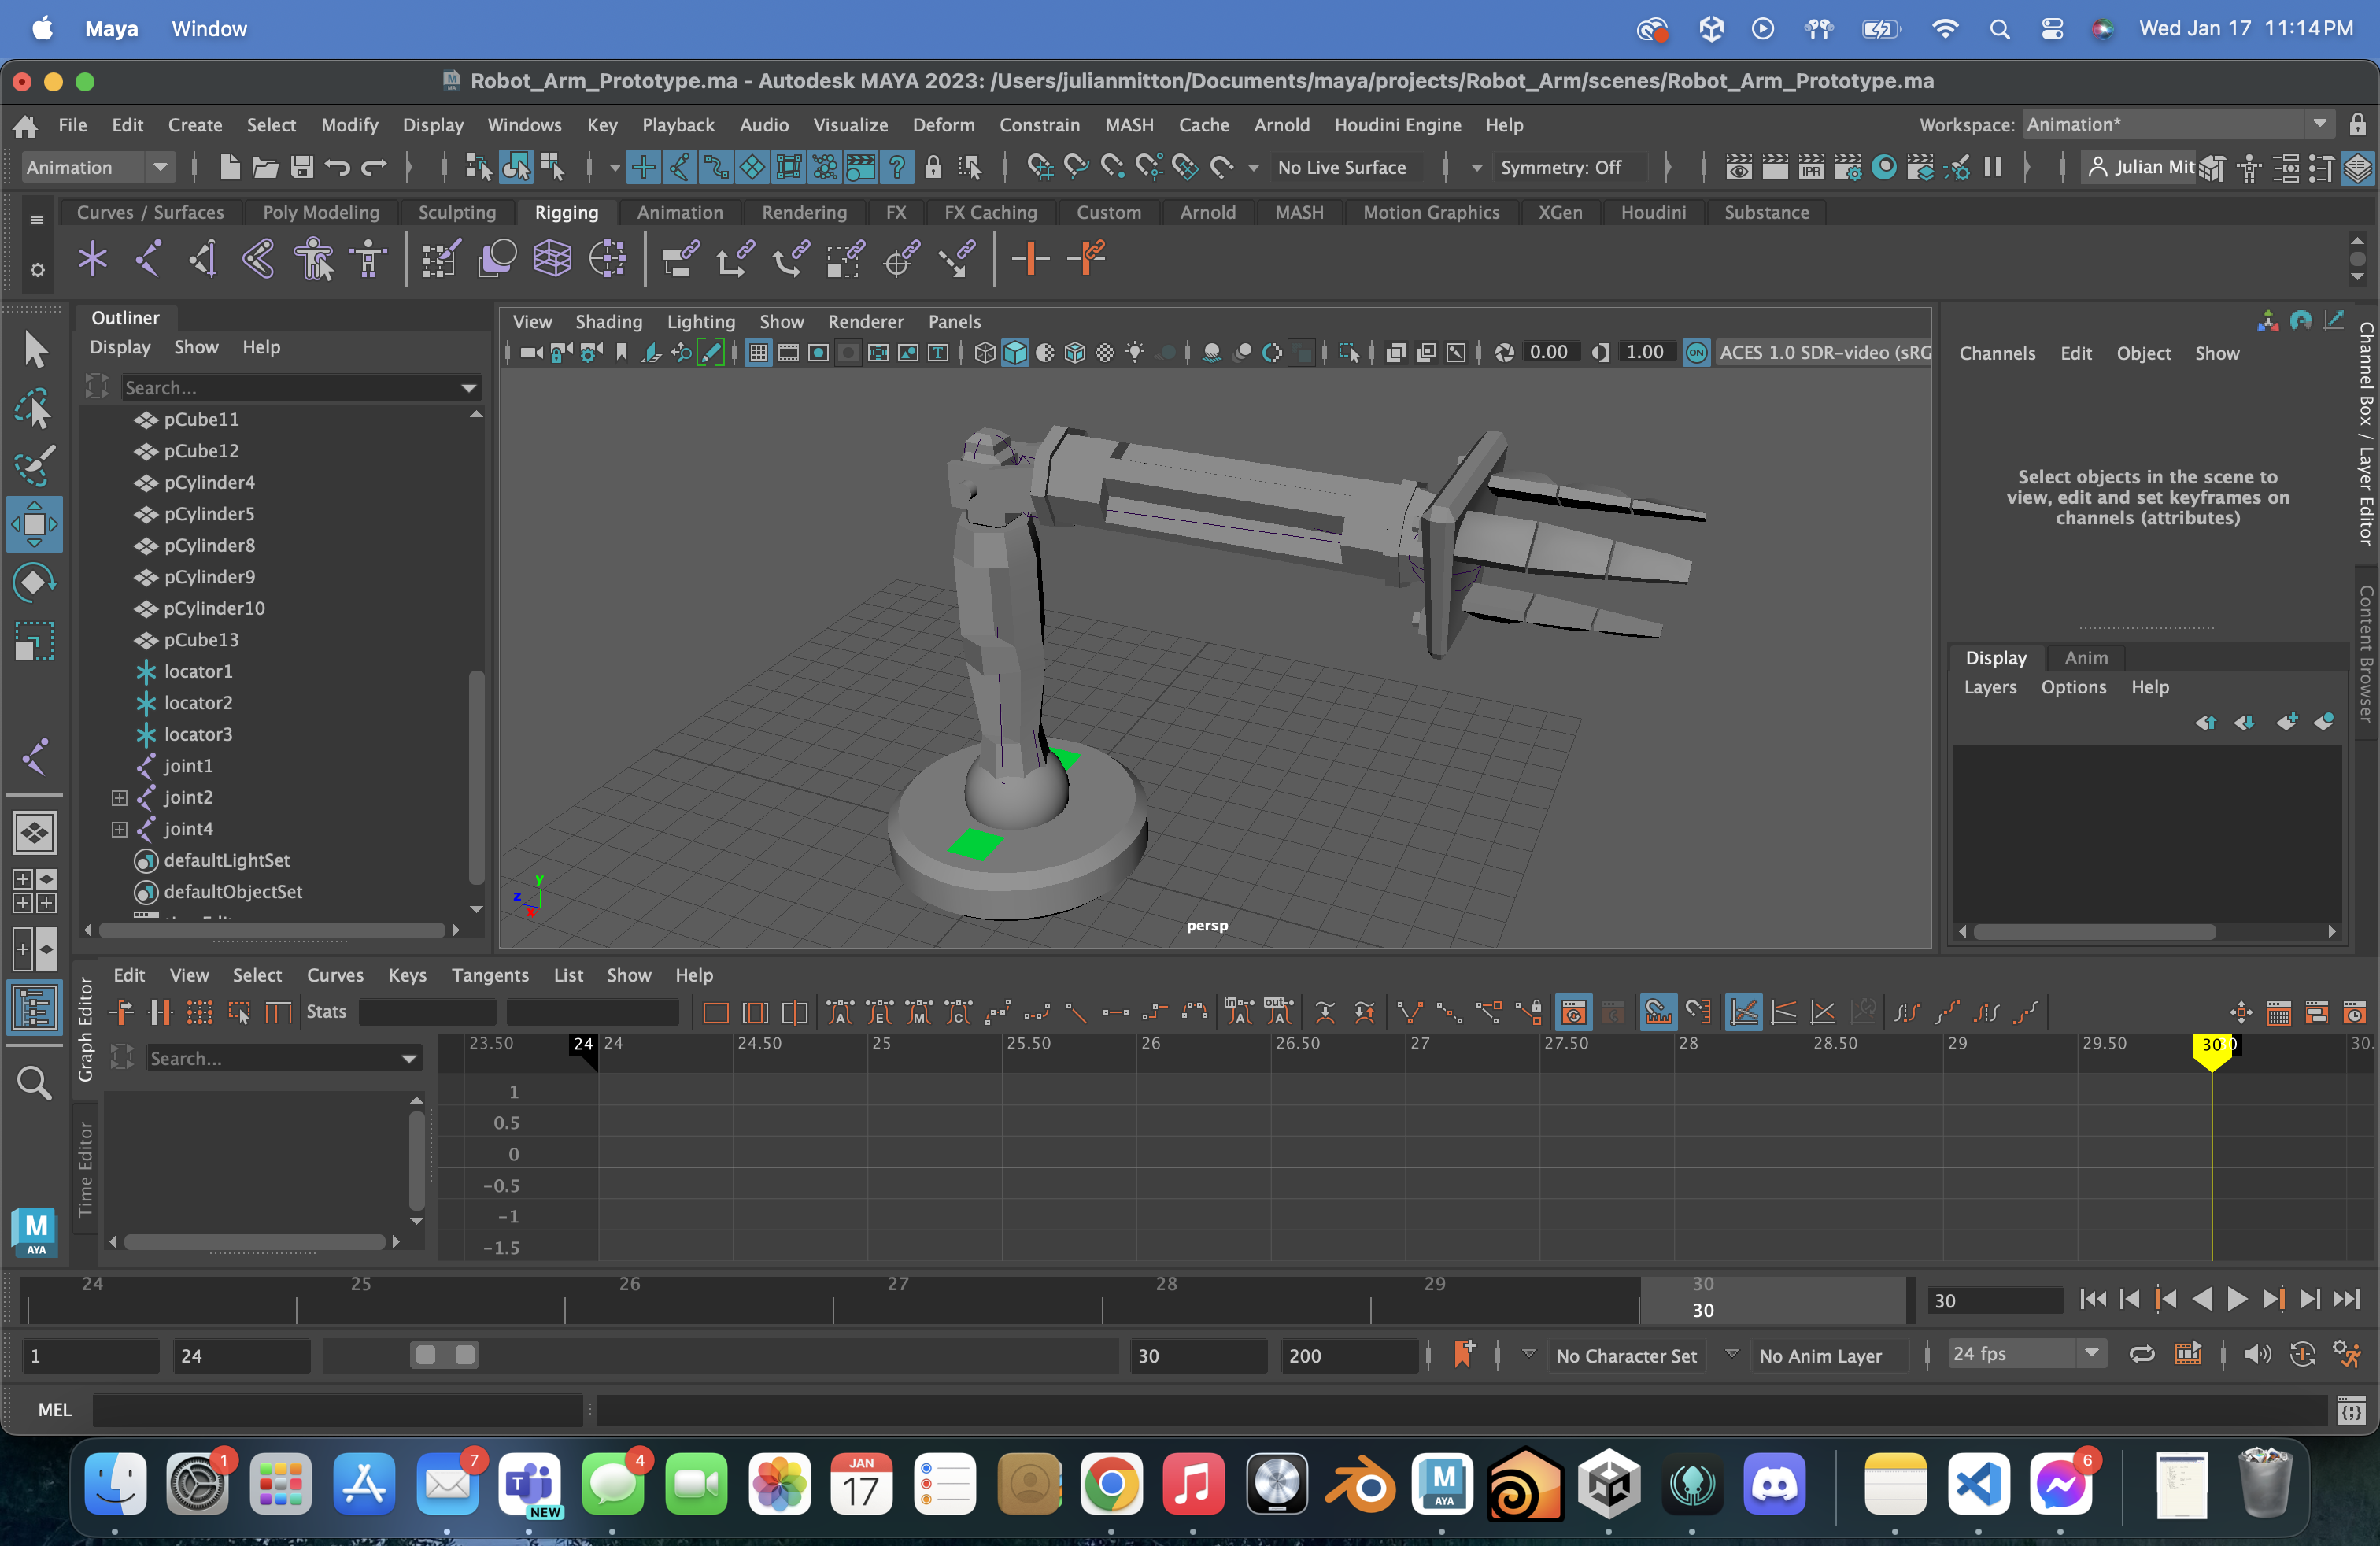 Maya Window Wed Jan 17 11:14 PM
Robot_Arm_Prototype.ma - Autodesk MAYA 2023: /Users/julianmitton/Documents/maya/projects/Robot_Arm/scenes/Robot_Arm_Prototype.ma
File Edit Create Select Modify Display Windows Key Playback Audio Visualize Deform Constrain MASH Cache Arnold Houdini Engine Help Workspace: Animation*
Animation No Live Surface Symmetry: Off IPR Julian Mit
Curves / Surfaces Poly Modeling Sculpting Rigging Animation Rendering FX FX Caching Custom Arnold MASH Motion Graphics XGen Houdini Substance
Outliner
Display Show Help
Search...
pCube11
pCube12
pCylinder4
pCylinder5
pCylinder8
pCylinder9
pCylinder10
pCube13
locator1
locator2
locator3
joint1
joint2
joint4
defaultLightSet
defaultObjectSet
View Shading Lighting Show Renderer Panels
0.00 1.00 ON ACES 1.0 SDR-video (sRG
y
z
x
persp
Channels Edit Object Show
Select objects in the scene to
view, edit and set keyframes on
channels (attributes)
Channel Box / Layer Editor
Content Browser
Display Anim
Layers Options Help
Graph Editor
Time Editor
Edit View Select Curves Keys Tangents List Show Help
Stats
Search...
23.50 24 24 24.50 25 25.50 26 26.50 27 27.50 28 28.50 29 29.50 30 30.
1
0.5
0
-0.5
-1
-1.5
M
AYA
24 25 26 27 28 29 30
30 30
1 24 30 200 No Character Set No Anim Layer 24 fps
MEL
1 7 NEW 4 JAN 17 M AYA 6